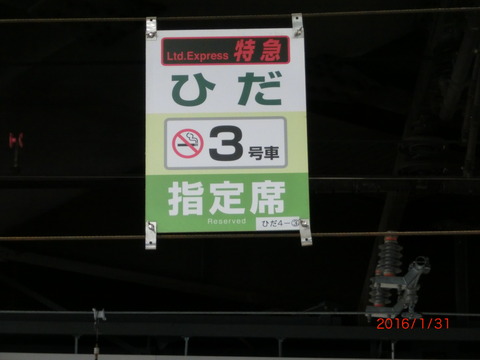 Ltd.Express 特急
ひだ
3号車
指定席
Reserved
ひだ4-③
2016/1/31